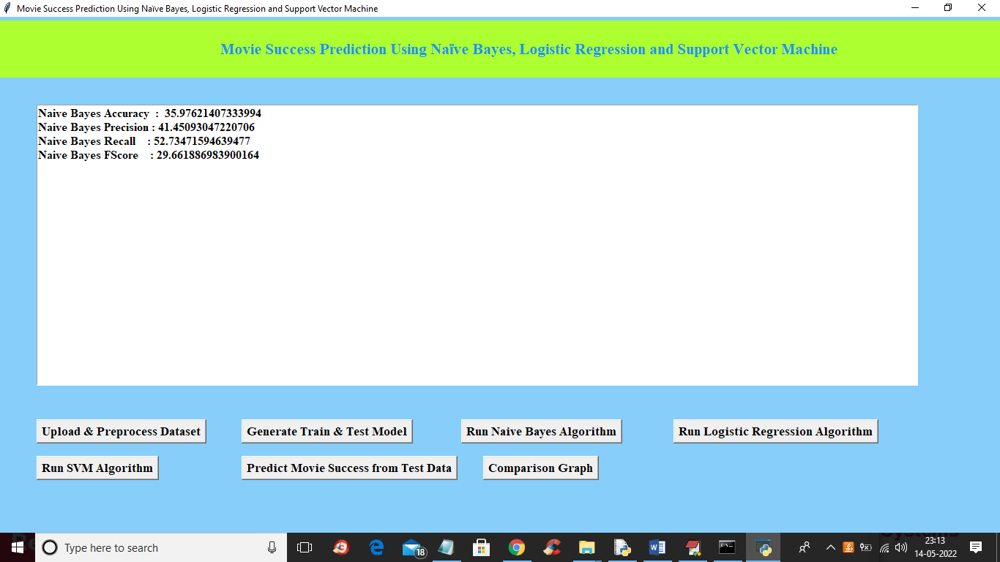 Movie Success Prediction Using Naïve Bayes, Logistic Regression and Support Vector Machine
Movie Success Prediction Using Naïve Bayes, Logistic Regression and Support Vector Machine
Naive Bayes Accuracy : 35.97621407333994
Naive Bayes Precision : 41.45093047220706
Naive Bayes Recall : 52.73471594639477
Naive Bayes FScore : 29.661886983900164
Upload & Preprocess Dataset Generate Train & Test Model Run Naive Bayes Algorithm Run Logistic Regression Algorithm
Run SVM Algorithm Predict Movie Success from Test Data Comparison Graph
Type here to search
18
23:13
14-05-2022